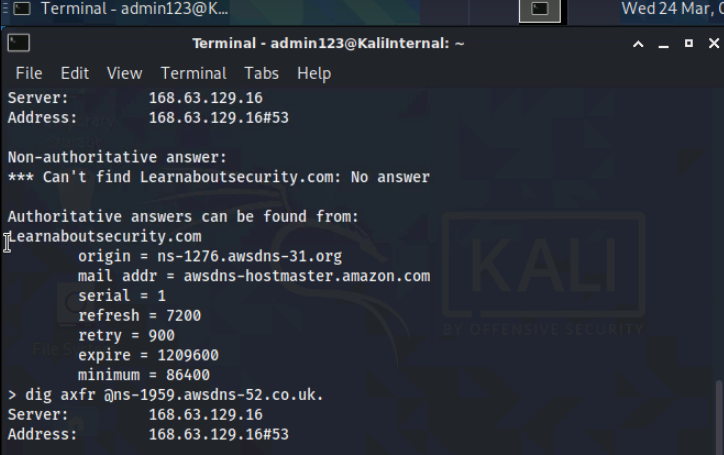 Terminal - admin123@K...
Wed 24 Mar, 0
Terminal - admin123@KaliInternal: ~
File Edit View Terminal Tabs Help
Server: 168.63.129.16
Address: 168.63.129.16#53
Non-authoritative answer:
*** Can't find Learnaboutsecurity.com: No answer
Authoritative answers can be found from:
Learnaboutsecurity.com
origin = ns-1276.awsdns-31.org
mail addr = awsdns-hostmaster.amazon.com
serial = 1
refresh = 7200
retry = 900
expire = 1209600
minimum = 86400
> dig axfr @ns-1959.awsdns-52.co.uk.
Server: 168.63.129.16
Address: 168.63.129.16#53
KALI
BY OFFENSIVE SECURITY